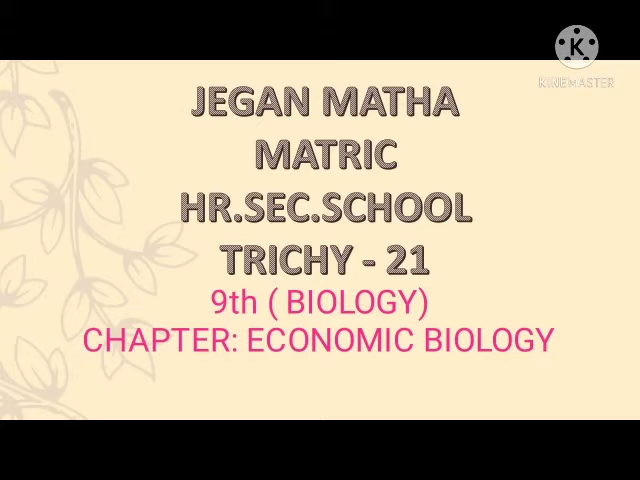 K
KINEMASTER
JEGAN MATHA
MATRIC
HR.SEC.SCHOOL
TRICHY - 21
9th ( BIOLOGY)
CHAPTER: ECONOMIC BIOLOGY